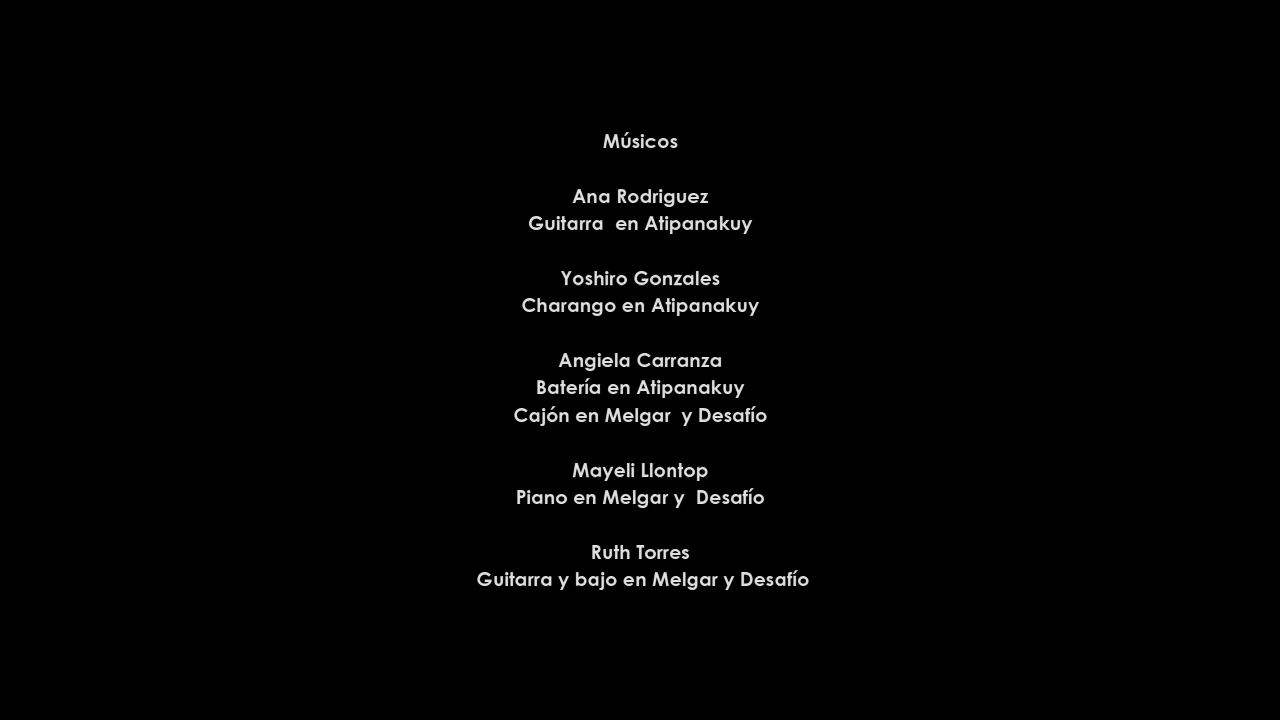 Músicos
Ana Rodriguez
Guitarra  en Atipanakuy
Yoshiro Gonzales
Charango en Atipanakuy
Angiela Carranza
Batería en Atipanakuy
Cajón en Melgar  y Desafío
Mayeli Llontop
Piano en Melgar y  Desafío
Ruth Torres
Guitarra y bajo en Melgar y Desafío